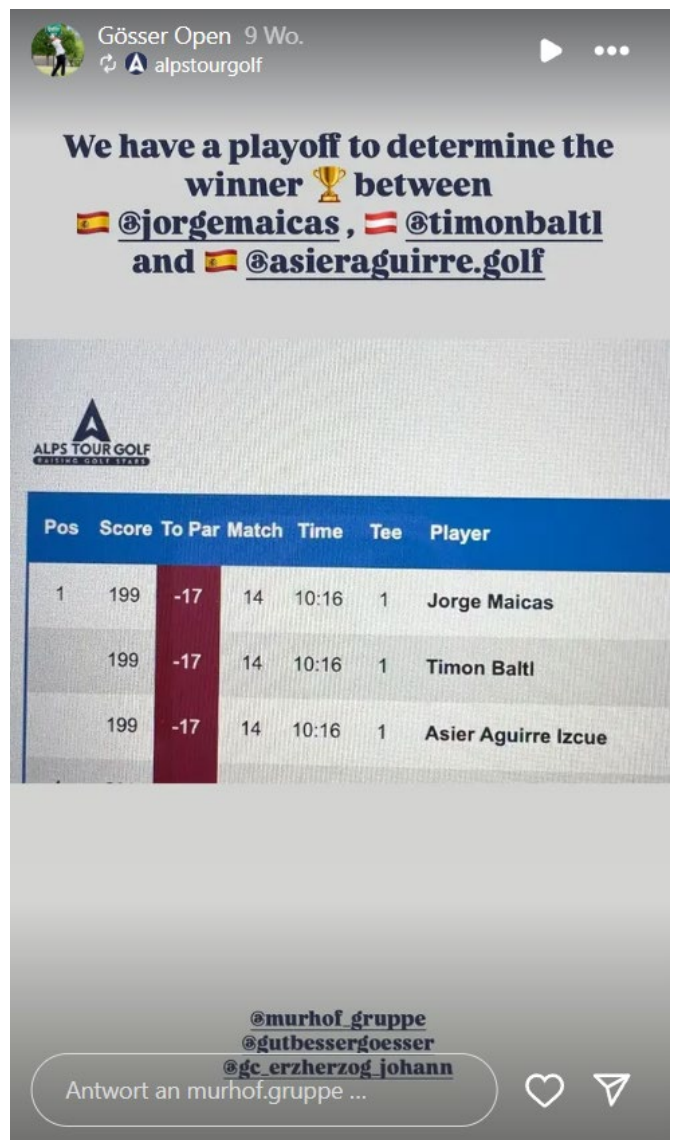 Gösser Open 9 Wo.
alpstourgolf
We have a playoff to determine the
winner 🏆 between
🇪🇸 @jorgemaicas, 🇦🇹 @timonbaltl
and 🇪🇸 @asieraguirre.golf
ALPS TOUR GOLF
RAISING GOLF STARS
Pos Score To Par Match Time Tee Player
1 199 -17 14 10:16 1 Jorge Maicas
199 -17 14 10:16 1 Timon Baltl
199 -17 14 10:16 1 Asier Aguirre Izcue
@murhof_gruppe
@gutbessergoesser
@gc_erzherzog_johann
Antwort an murhof.gruppe ...